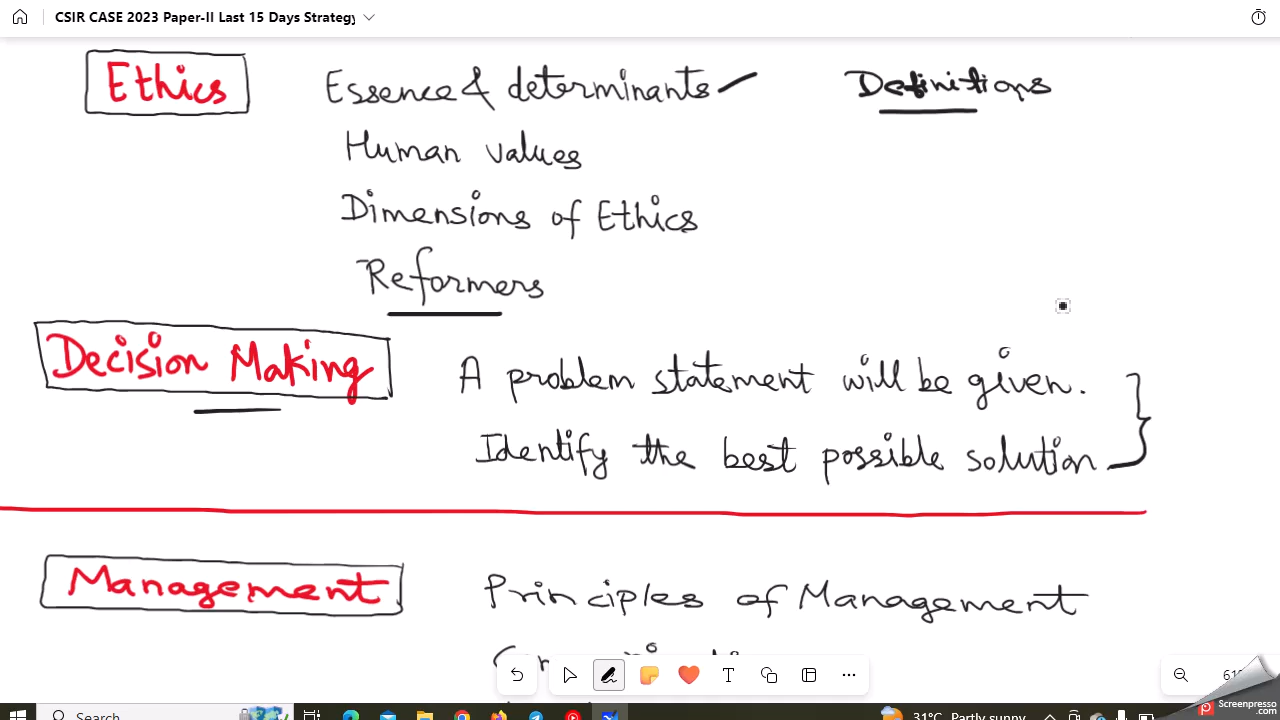 CSIR CASE 2023 Paper-II Last 15 Days Strategy
Ethics
Essence & determinants
Definitions
Human values
Dimensions of Ethics
Reformers
Decision Making
A problem statement will be given.
Identify the best possible solution
Management
Principles of Management
Search
31°C Partly sunny
Screenpresso
.com